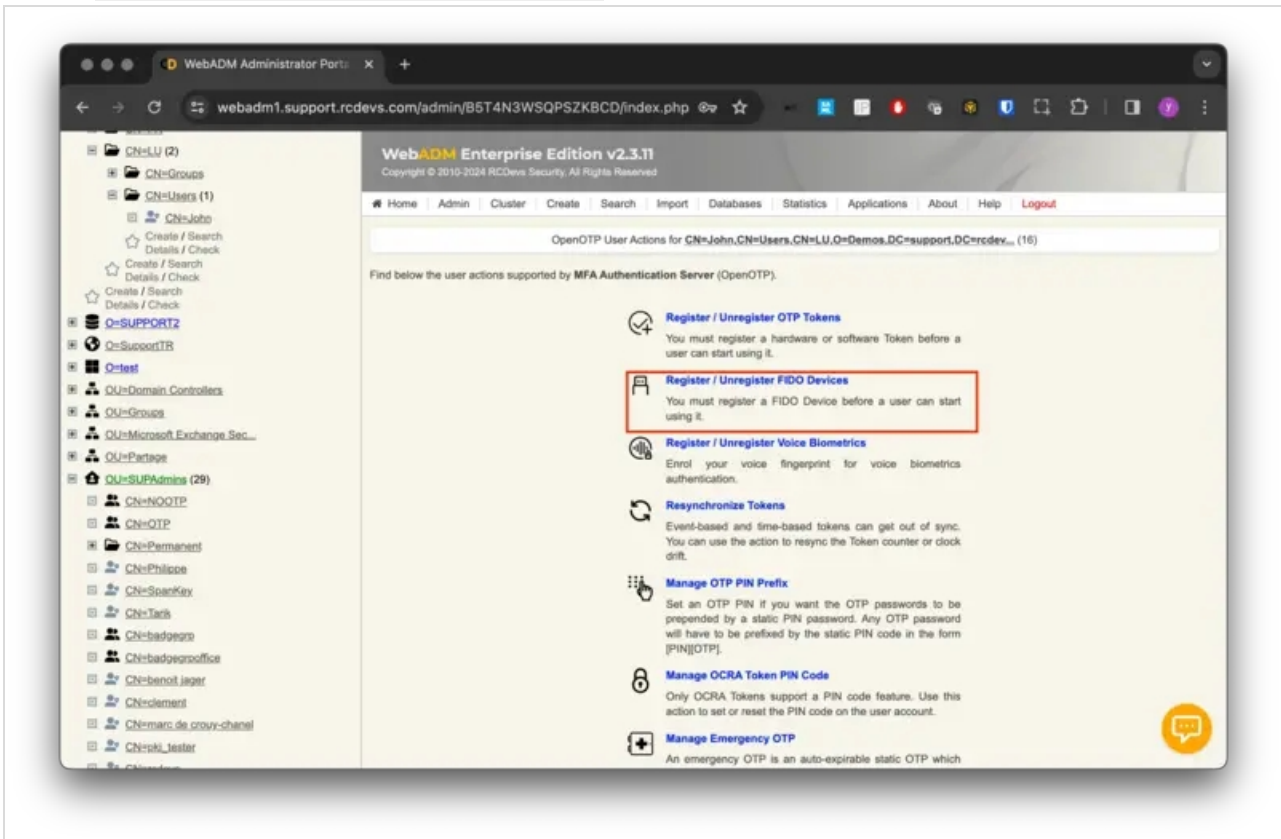 WebADM Administrator Porta
webadm1.support.rcdevs.com/admin/B5T4N3WSQPSZKBCD/index.php
CN=LU (2)
CN=Groups
CN=Users (1)
CN=John
Create / Search
Details / Check
Create / Search
Details / Check
Create / Search
Details / Check
O=SUPPORT2
O=SupportTR
O=test
OU=Domain Controllers
OU=Groups
OU=Microsoft Exchange Sec...
OU=Partage
OU=SUPAdmins (29)
CN=NOOTP
CN=OTP
CN=Permanent
CN=Philippe
CN=SpanKey
CN=Tarik
CN=badgegrp
CN=badgegrpoffice
CN=benoit jager
CN=clement
CN=marc de crouy-chanel
CN=pki_tester
WebADM Enterprise Edition v2.3.11
Copyright © 2010-2024 RCDevs Security, All Rights Reserved
Home Admin Cluster Create Search Import Databases Statistics Applications About Help Logout
OpenOTP User Actions for CN=John,CN=Users,CN=LU,O=Demos,DC=support,DC=rcdev... (16)
Find below the user actions supported by MFA Authentication Server (OpenOTP).
Register / Unregister OTP Tokens
You must register a hardware or software Token before a
user can start using it.
Register / Unregister FIDO Devices
You must register a FIDO Device before a user can start
using it.
Register / Unregister Voice Biometrics
Enrol your voice fingerprint for voice biometrics
authentication.
Resynchronize Tokens
Event-based and time-based tokens can get out of sync.
You can use the action to resync the Token counter or clock
drift.
Manage OTP PIN Prefix
Set an OTP PIN if you want the OTP passwords to be
prepended by a static PIN password. Any OTP password
will have to be prefixed by the static PIN code in the form
[PIN][OTP].
Manage OCRA Token PIN Code
Only OCRA Tokens support a PIN code feature. Use this
action to set or reset the PIN code on the user account.
Manage Emergency OTP
An emergency OTP is an auto-expirable static OTP which